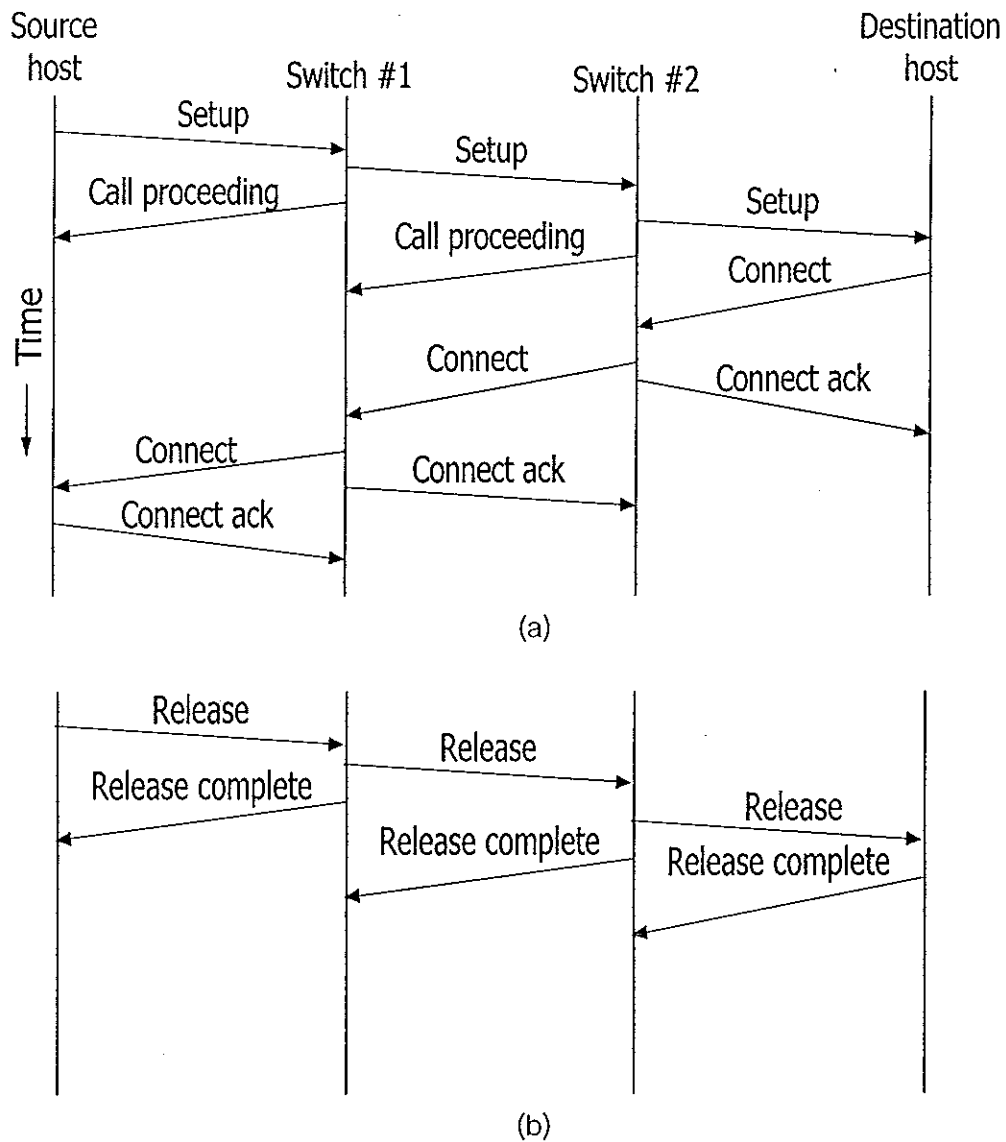 Source
host
Switch #1
Switch #2
Destination
host
Setup
Setup
Call proceeding
Setup
Call proceeding
Connect
Time
Connect
Connect ack
Connect
Connect ack
Connect ack
(a)
Release
Release
Release complete
Release
Release complete
Release complete
(b)